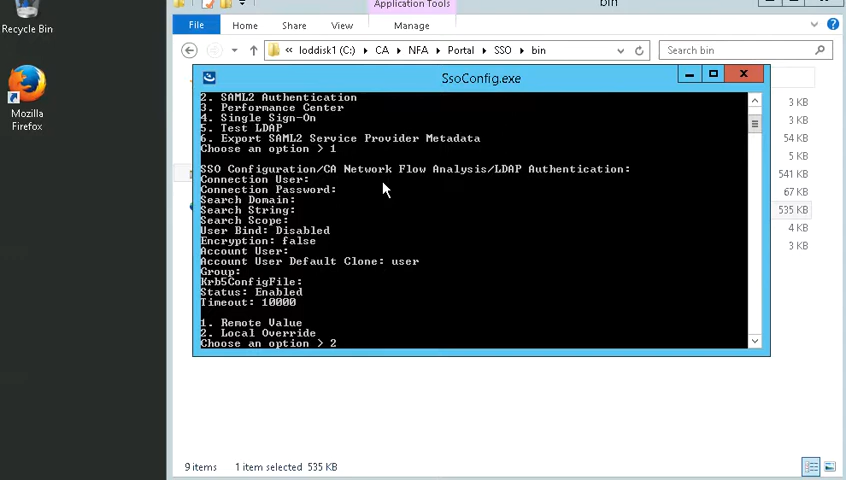 Application Tools
bin
File
Home
Share
View
Manage
Recycle Bin
« loddisk1 (C:) > CA > NFA > Portal > SSO > bin
Search bin
SsoConfig.exe
Mozilla
Firefox
2. SAML2 Authentication
3. Performance Center
4. Single Sign-On
5. Test LDAP
6. Export SAML2 Service Provider Metadata
Choose an option > 1
SSO Configuration/CA Network Flow Analysis/LDAP Authentication:
Connection User:
Connection Password:
Search Domain:
Search String:
Search Scope:
User Bind: Disabled
Encryption: false
Account User:
Account User Default Clone: user
Group:
Krb5ConfigFile:
Status: Enabled
Timeout: 10000
1. Remote Value
2. Local Override
Choose an option > 2
3 KB
3 KB
54 KB
5 KB
541 KB
67 KB
535 KB
4 KB
3 KB
9 items
1 item selected 535 KB